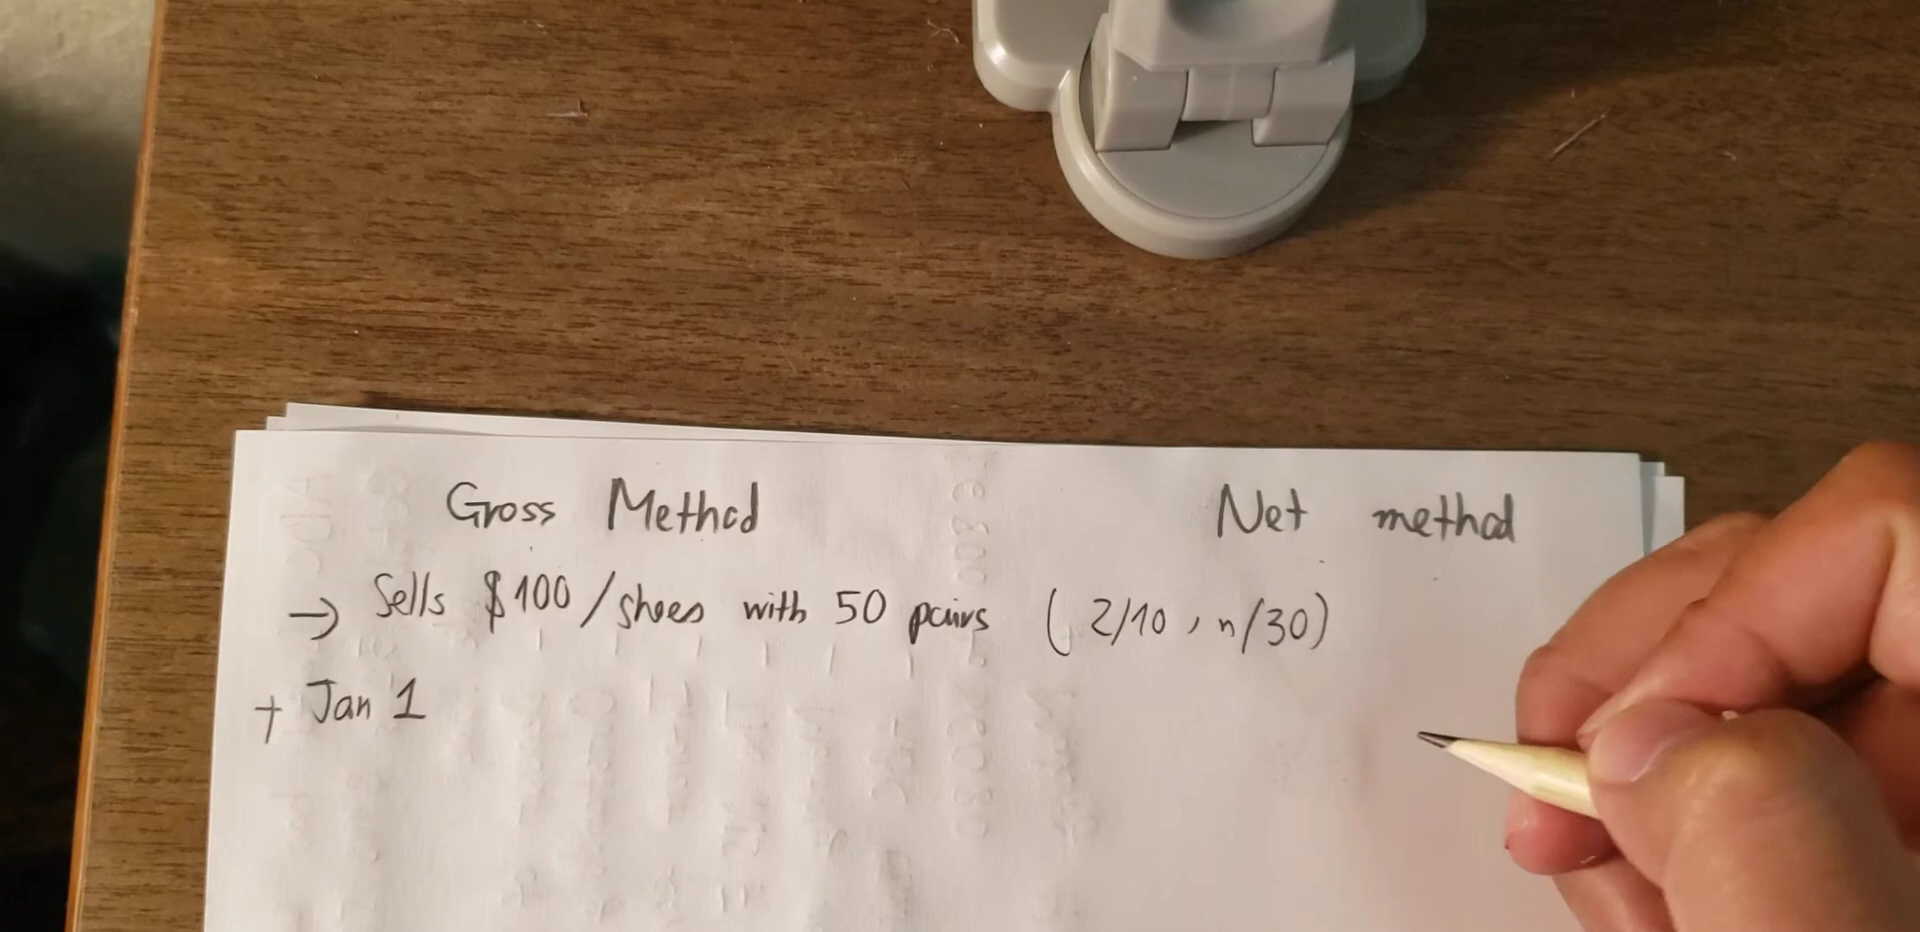 Gross Method Net method
→ Sells $100/shoes with 50 pairs (2/10, n/30)
+ Jan 1